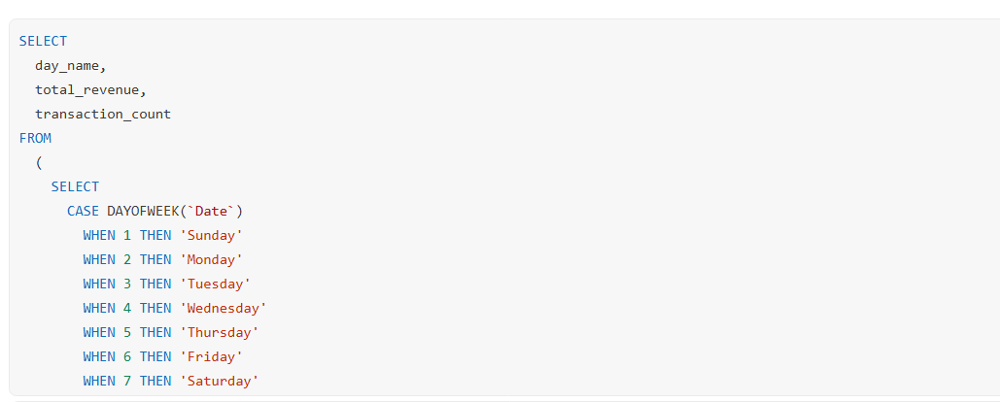 SELECT
day_name,
total_revenue,
transaction_count
FROM
(
SELECT
CASE DAYOFWEEK(`Date`)
WHEN 1 THEN 'Sunday'
WHEN 2 THEN 'Monday'
WHEN 3 THEN 'Tuesday'
WHEN 4 THEN 'Wednesday'
WHEN 5 THEN 'Thursday'
WHEN 6 THEN 'Friday'
WHEN 7 THEN 'Saturday'